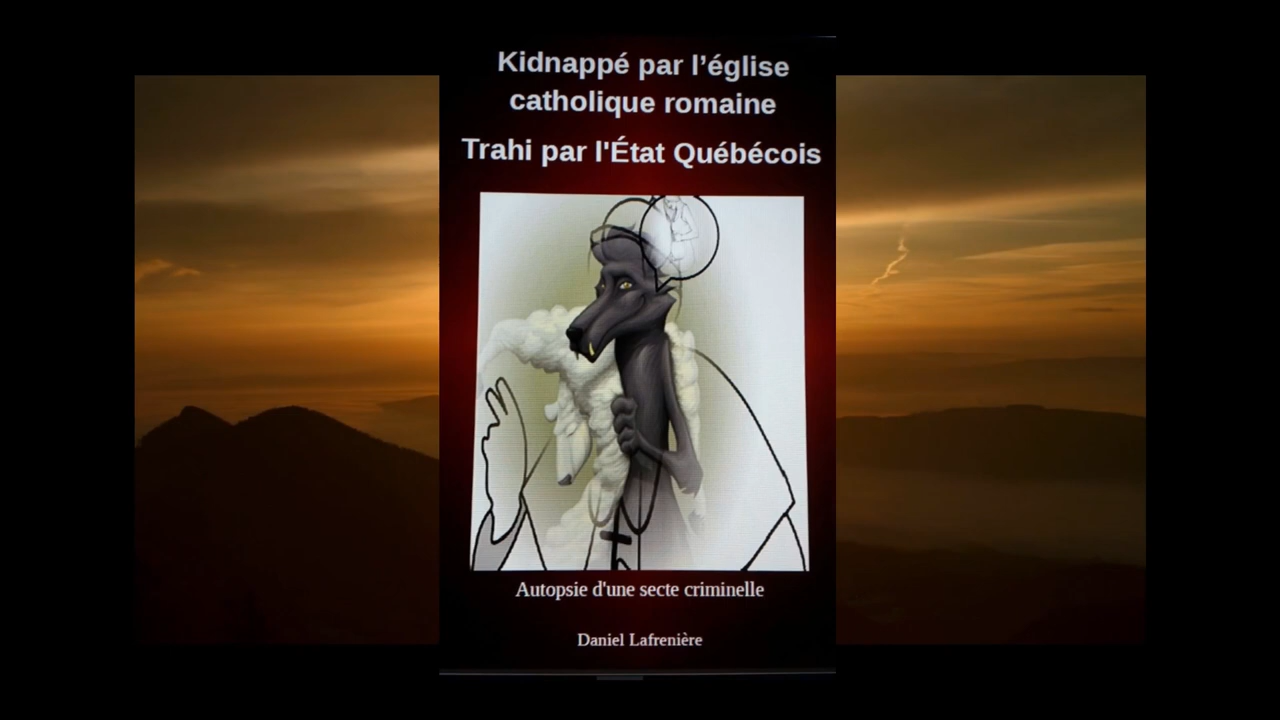 Kidnappé par l’église
catholique romaine
Trahi par l'État Québécois
Autopsie d'une secte criminelle
Daniel Lafrenière